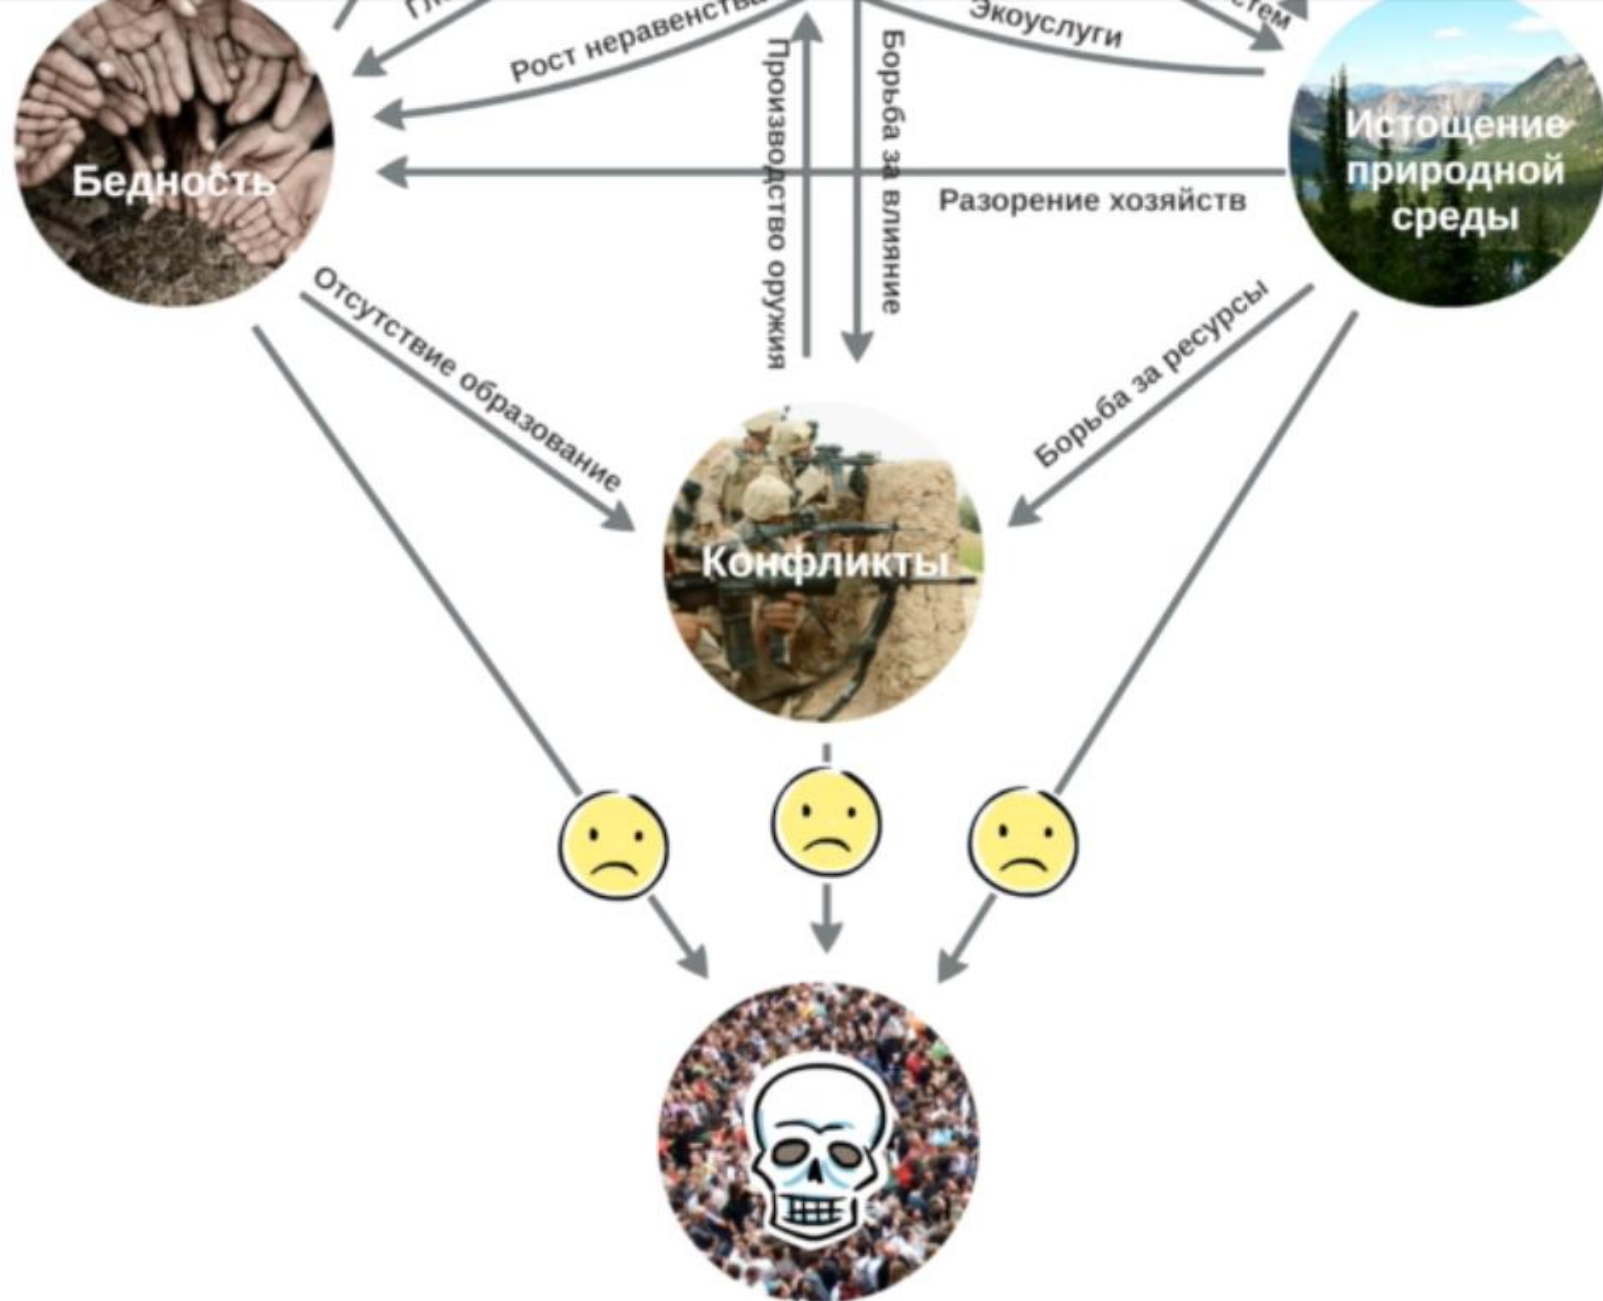 Рост неравенства
Экоуслуги
Производство оружия
Борьба за влияние
Бедность
Истощение
природной
среды
Разорение хозяйств
Отсутствие образование
Борьба за ресурсы
Конфликты